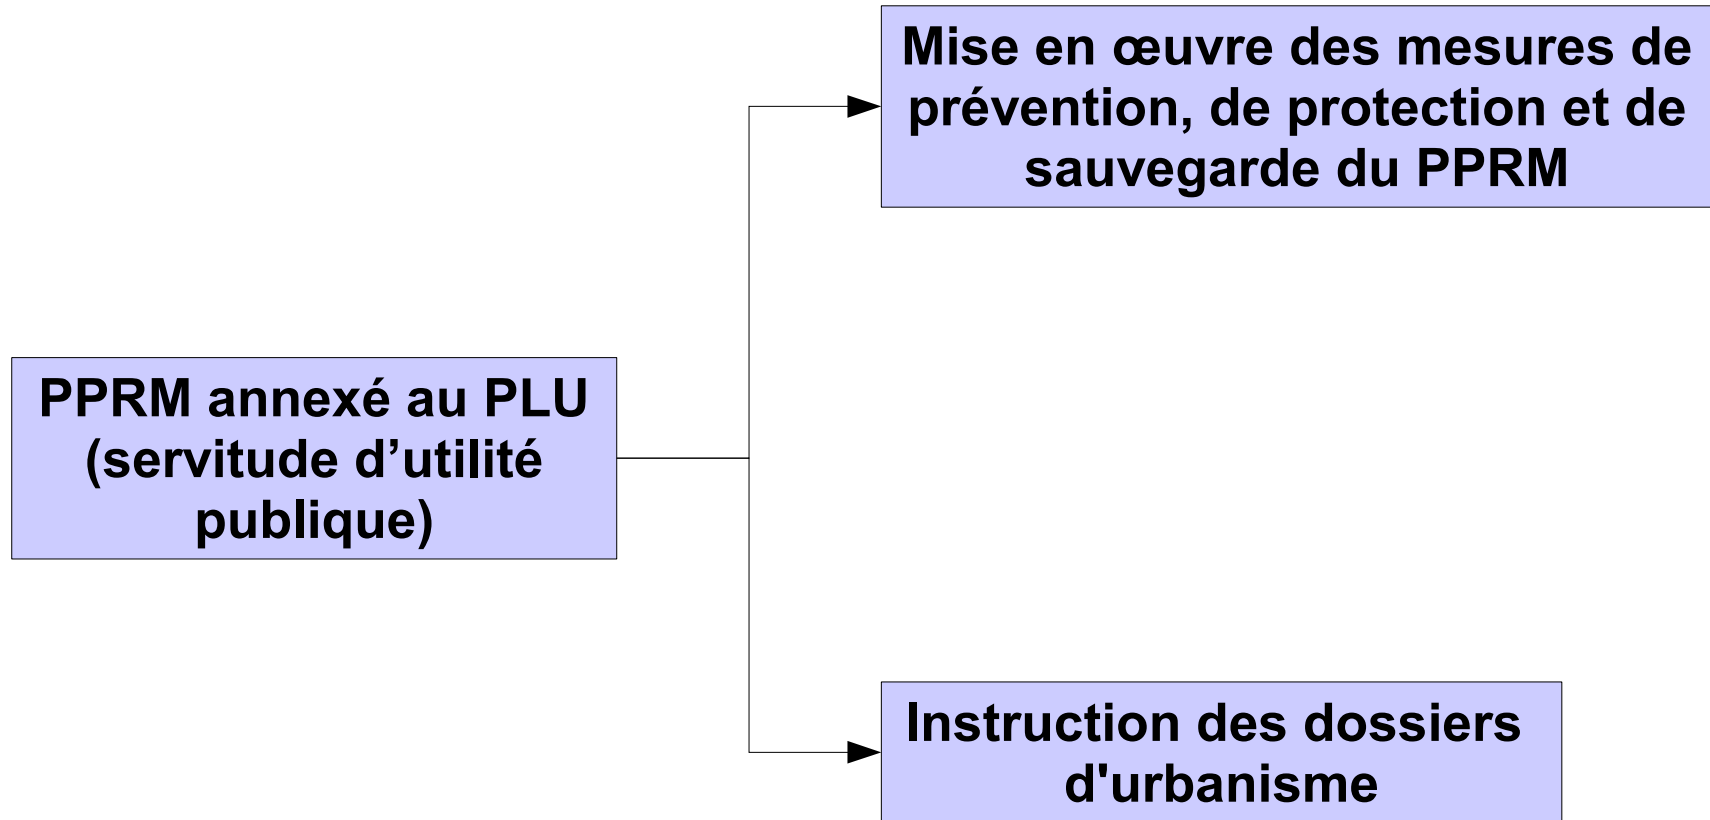 Mise en œuvre des mesures de
prévention, de protection et de
sauvegarde du PPRM
PPRM annexé au PLU
(servitude d’utilité
publique)
Instruction des dossiers
d'urbanisme